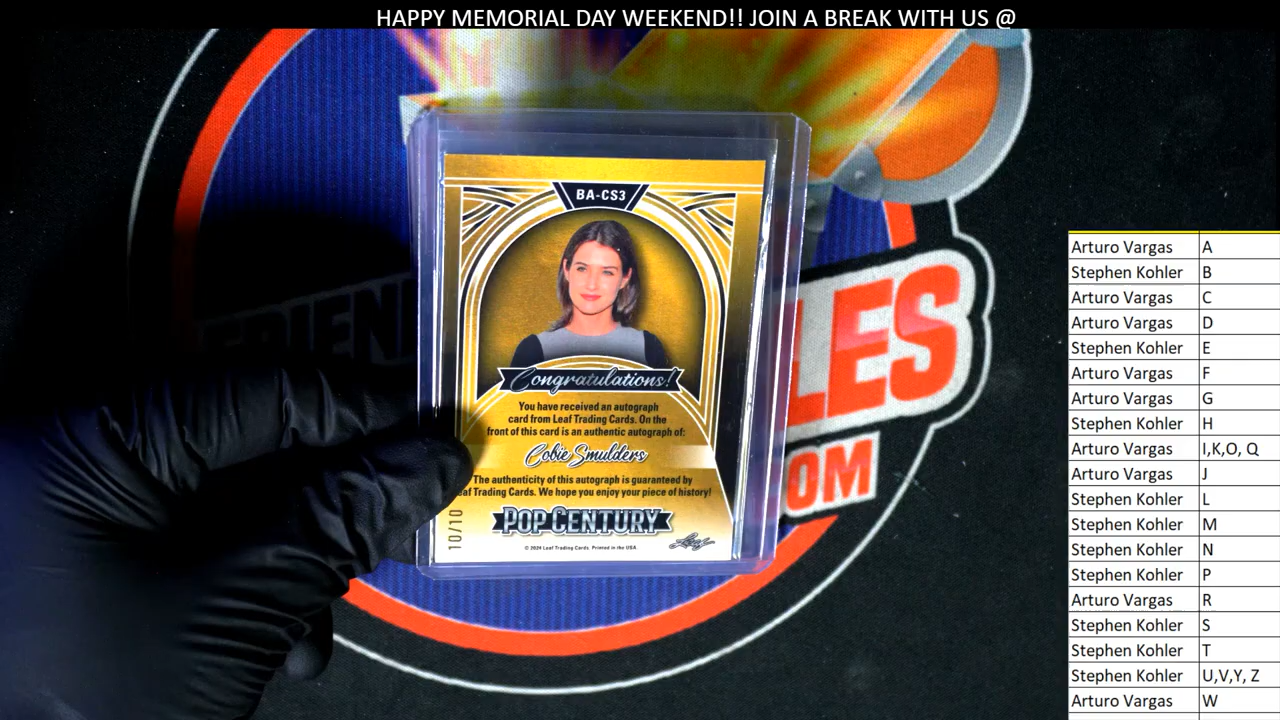 HAPPY MEMORIAL DAY WEEKEND!! JOIN A BREAK WITH US @
BA-CS3
Congratulations!
You have received an autograph
card from Leaf Trading Cards. On the
front of this card is an authentic autograph of:
Cobie Smulders
The authenticity of this autograph is guaranteed by
af Trading Cards. We hope you enjoy your piece of history!
10/10
POP CENTURY
Leaf
© 2024 Leaf Trading Cards. Printed in the USA
FRIEN
LES
OM
Arturo Vargas A
Stephen Kohler B
Arturo Vargas C
Arturo Vargas D
Stephen Kohler E
Arturo Vargas F
Arturo Vargas G
Stephen Kohler H
Arturo Vargas I,K,O, Q
Arturo Vargas J
Stephen Kohler L
Stephen Kohler M
Stephen Kohler N
Stephen Kohler P
Arturo Vargas R
Stephen Kohler S
Stephen Kohler T
Stephen Kohler U,V,Y, Z
Arturo Vargas W